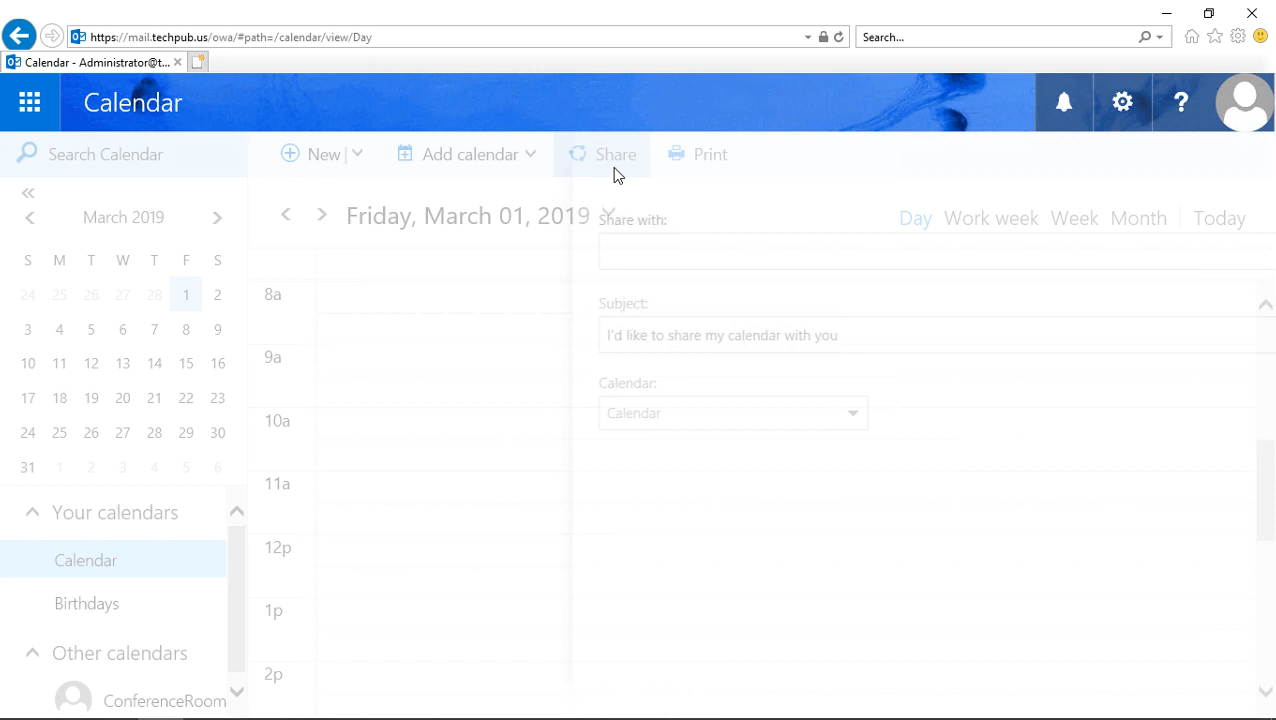 https://mail.techpub.us/owa/#path=/calendar/view/Day
Search...
Calendar - Administrator@t...
Calendar
?
Search Calendar
New
Add calendar
Share
Print
March 2019
S M T W T F S
24 25 26 27 28 1 2
3 4 5 6 7 8 9
10 11 12 13 14 15 16
17 18 19 20 21 22 23
24 25 26 27 28 29 30
31 1 2 3 4 5 6
Your calendars
Calendar
Birthdays
Other calendars
ConferenceRoom
Friday, March 01, 2019
Day Work week Week Month Today
8a
9a
10a
11a
12p
1p
2p
Share with:
Subject:
I'd like to share my calendar with you
Calendar:
Calendar